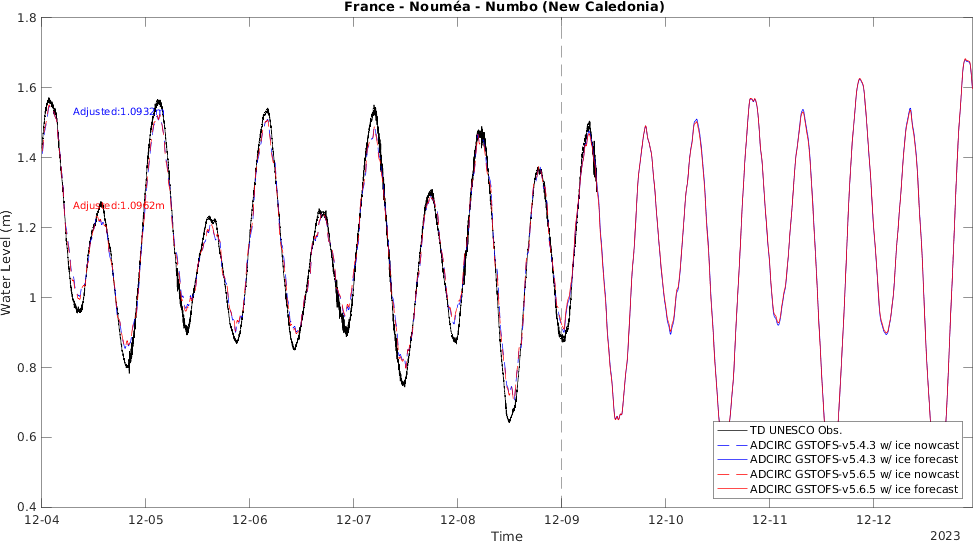 France - Nouméa - Numbo (New Caledonia)
Water Level (m)
1.8
1.6
1.4
1.2
1
0.8
0.6
0.4
Adjusted:1.0932m
Adjusted:1.0962m
TD UNESCO Obs.
ADCIRC GSTOFS-v5.4.3 w/ ice nowcast
ADCIRC GSTOFS-v5.4.3 w/ ice forecast
ADCIRC GSTOFS-v5.6.5 w/ ice nowcast
ADCIRC GSTOFS-v5.6.5 w/ ice forecast
12-04 12-05 12-06 12-07 12-08 12-09 12-10 12-11 12-12
Time
2023